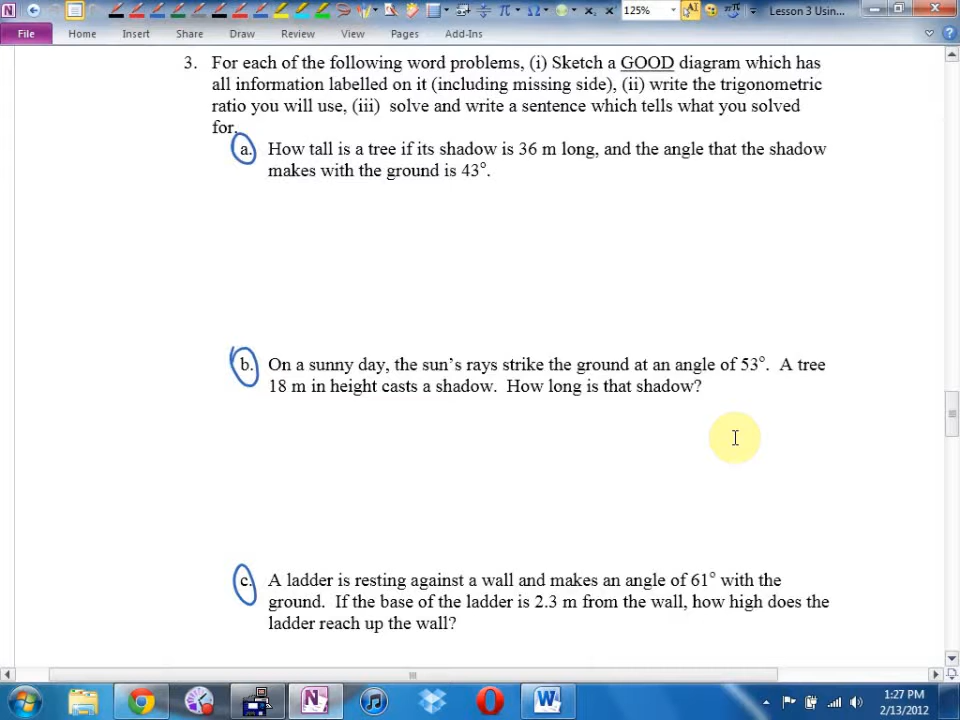 125%
Lesson 3 Usin...
File Home Insert Share Draw Review View Pages Add-Ins
3. For each of the following word problems, (i) Sketch a GOOD diagram which has
all information labelled on it (including missing side), (ii) write the trigonometric
ratio you will use, (iii) solve and write a sentence which tells what you solved
for.
a. How tall is a tree if its shadow is 36 m long, and the angle that the shadow
makes with the ground is 43°.
b. On a sunny day, the sun's rays strike the ground at an angle of 53°. A tree
18 m in height casts a shadow. How long is that shadow?
c. A ladder is resting against a wall and makes an angle of 61° with the
ground. If the base of the ladder is 2.3 m from the wall, how high does the
ladder reach up the wall?
1:27 PM
2/13/2012